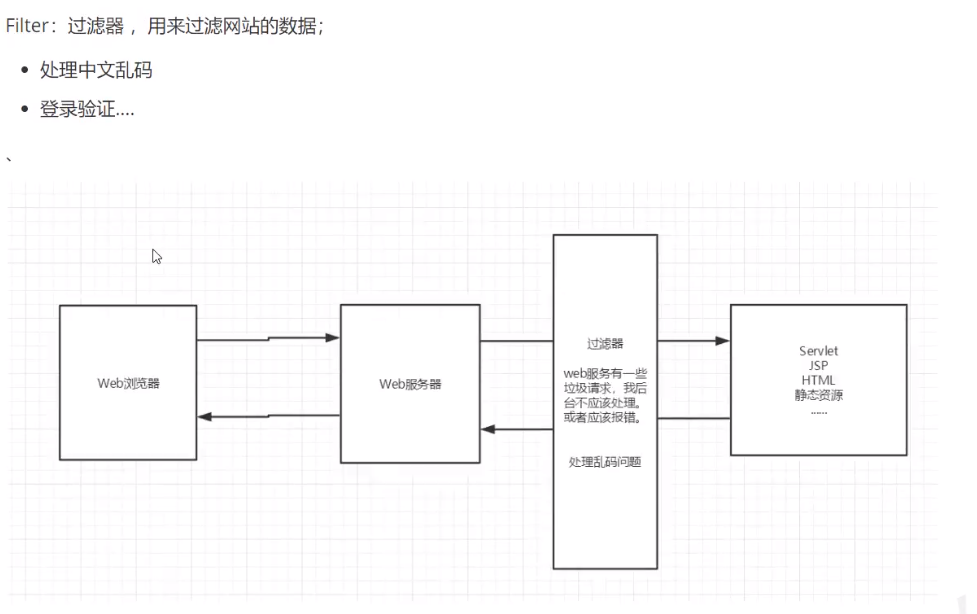 Filter：过滤器 ，用来过滤网站的数据；
• 处理中文乱码
• 登录验证....
、
Web浏览器
Web服务器
过滤器
web服务有一些
垃圾请求，我后
台不应该处理。
或者应该报错。
处理乱码问题
Servlet
JSP
HTML
静态资源
......